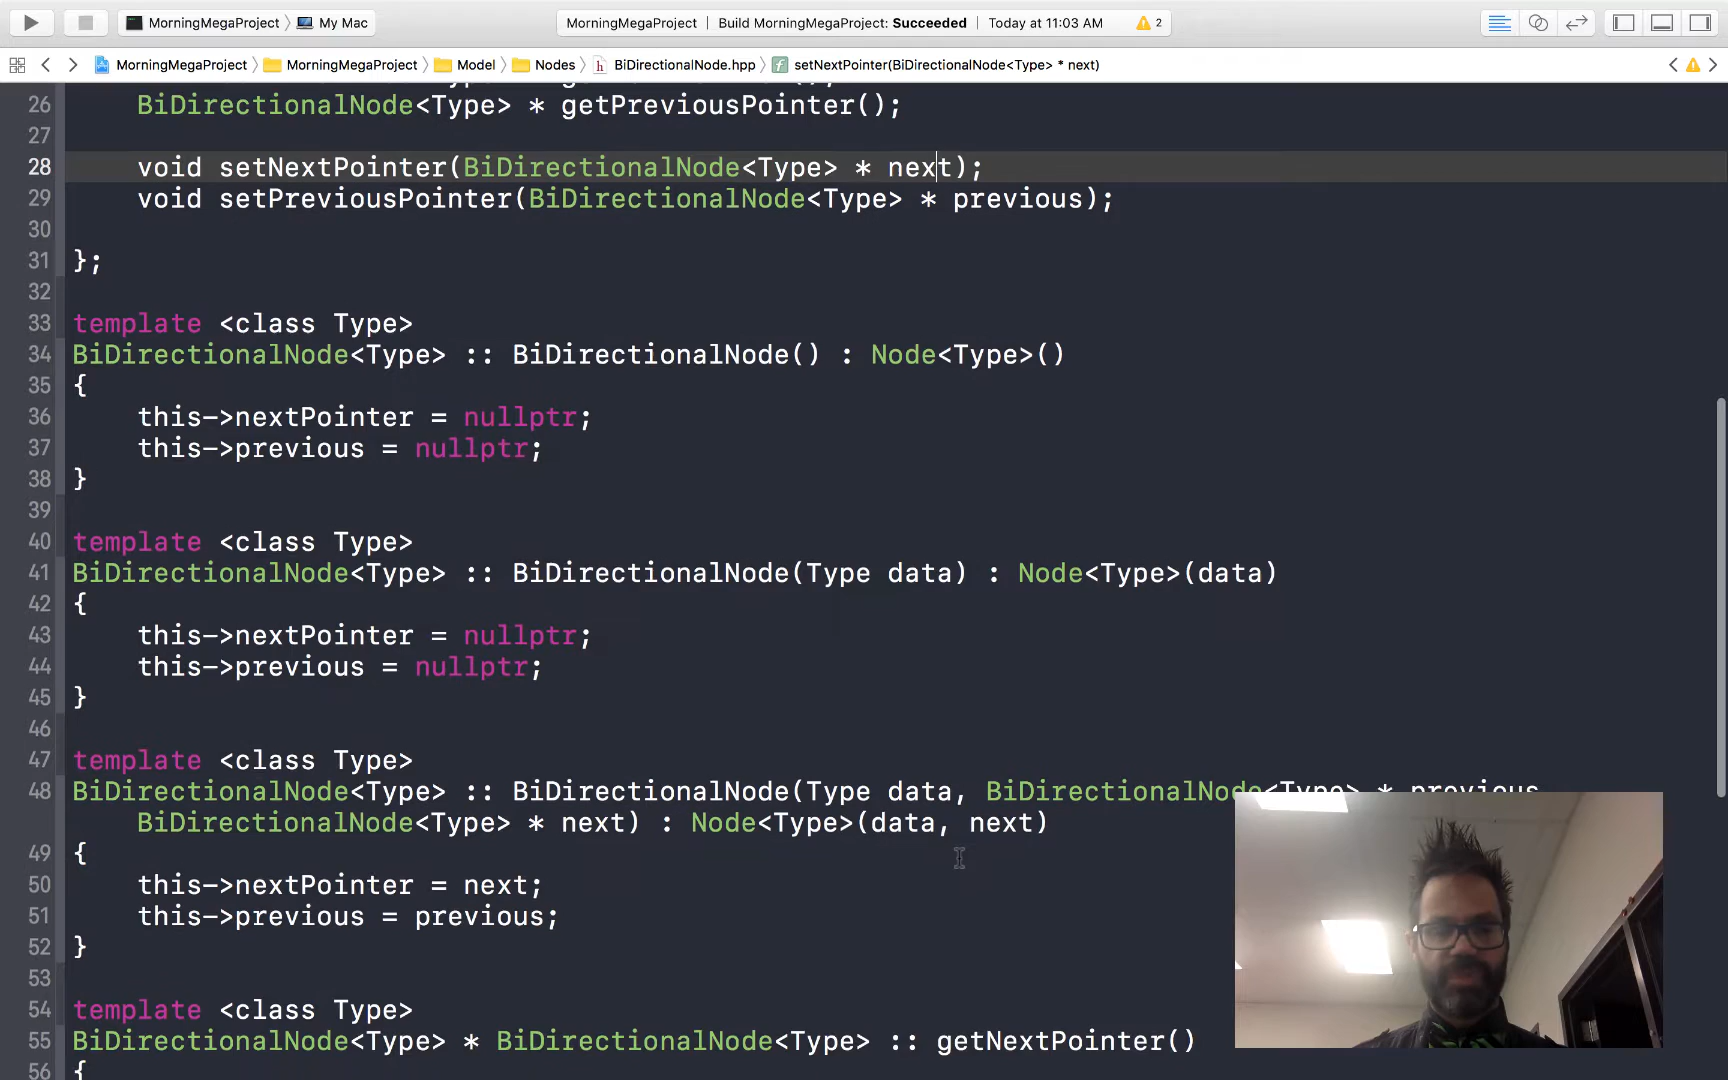 MorningMegaProject My Mac MorningMegaProject Build MorningMegaProject: Succeeded Today at 11:03 AM 2
MorningMegaProject MorningMegaProject Model Nodes h BiDirectionalNode.hpp f setNextPointer(BiDirectionalNode<Type> * next)
26 BiDirectionalNode<Type> * getPreviousPointer();
27
28 void setNextPointer(BiDirectionalNode<Type> * next);
29 void setPreviousPointer(BiDirectionalNode<Type> * previous);
30
31 };
32
33 template <class Type>
34 BiDirectionalNode<Type> :: BiDirectionalNode() : Node<Type>()
35 {
36 this->nextPointer = nullptr;
37 this->previous = nullptr;
38 }
39
40 template <class Type>
41 BiDirectionalNode<Type> :: BiDirectionalNode(Type data) : Node<Type>(data)
42 {
43 this->nextPointer = nullptr;
44 this->previous = nullptr;
45 }
46
47 template <class Type>
48 BiDirectionalNode<Type> :: BiDirectionalNode(Type data, BiDirectionalNode<Type> * previous
BiDirectionalNode<Type> * next) : Node<Type>(data, next)
49 {
50 this->nextPointer = next;
51 this->previous = previous;
52 }
53
54 template <class Type>
55 BiDirectionalNode<Type> * BiDirectionalNode<Type> :: getNextPointer()
56 {